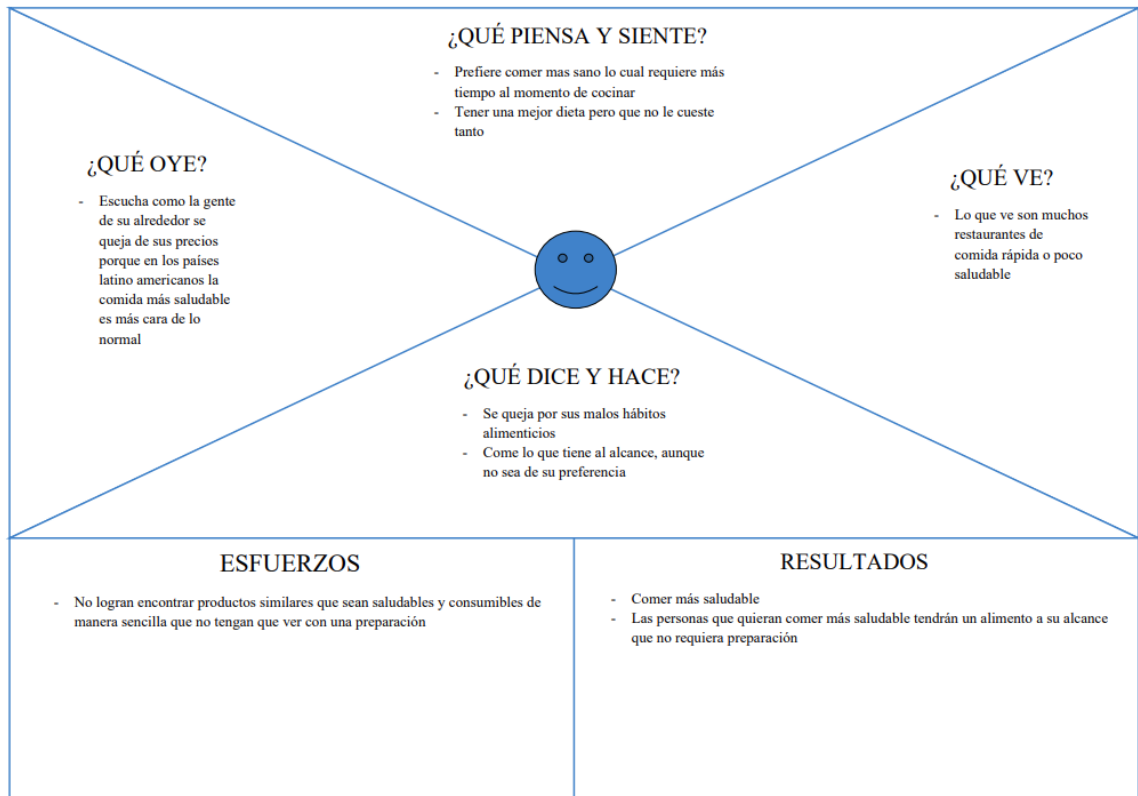 ¿QUÉ PIENSA Y SIENTE?
- Prefiere comer mas sano lo cual requiere más
tiempo al momento de cocinar
- Tener una mejor dieta pero que no le cueste
tanto
¿QUÉ OYE?
- Escucha como la gente
de su alrededor se
queja de sus precios
porque en los países
latino americanos la
comida más saludable
es más cara de lo
normal
¿QUÉ VE?
- Lo que ve son muchos
restaurantes de
comida rápida o poco
saludable
¿QUÉ DICE Y HACE?
- Se queja por sus malos hábitos
alimenticios
- Come lo que tiene al alcance, aunque
no sea de su preferencia
ESFUERZOS
- No logran encontrar productos similares que sean saludables y consumibles de
manera sencilla que no tengan que ver con una preparación
RESULTADOS
- Comer más saludable
- Las personas que quieran comer más saludable tendrán un alimento a su alcance
que no requiera preparación